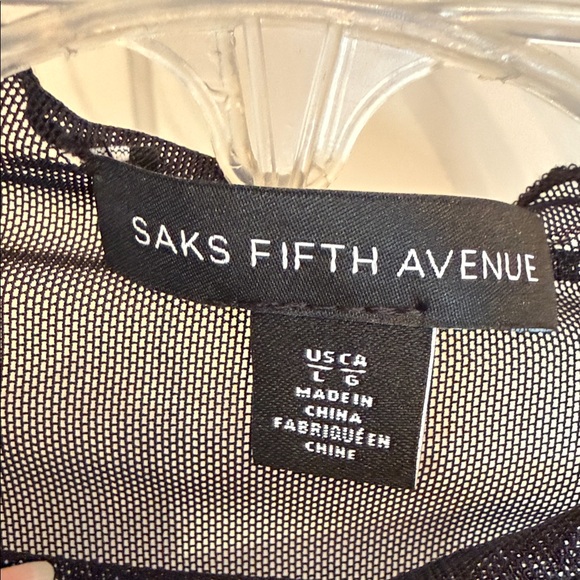 SAKS FIFTH AVENUE
US CA
L G
MADE IN
CHINA
FABRIQUÉ EN
CHINE